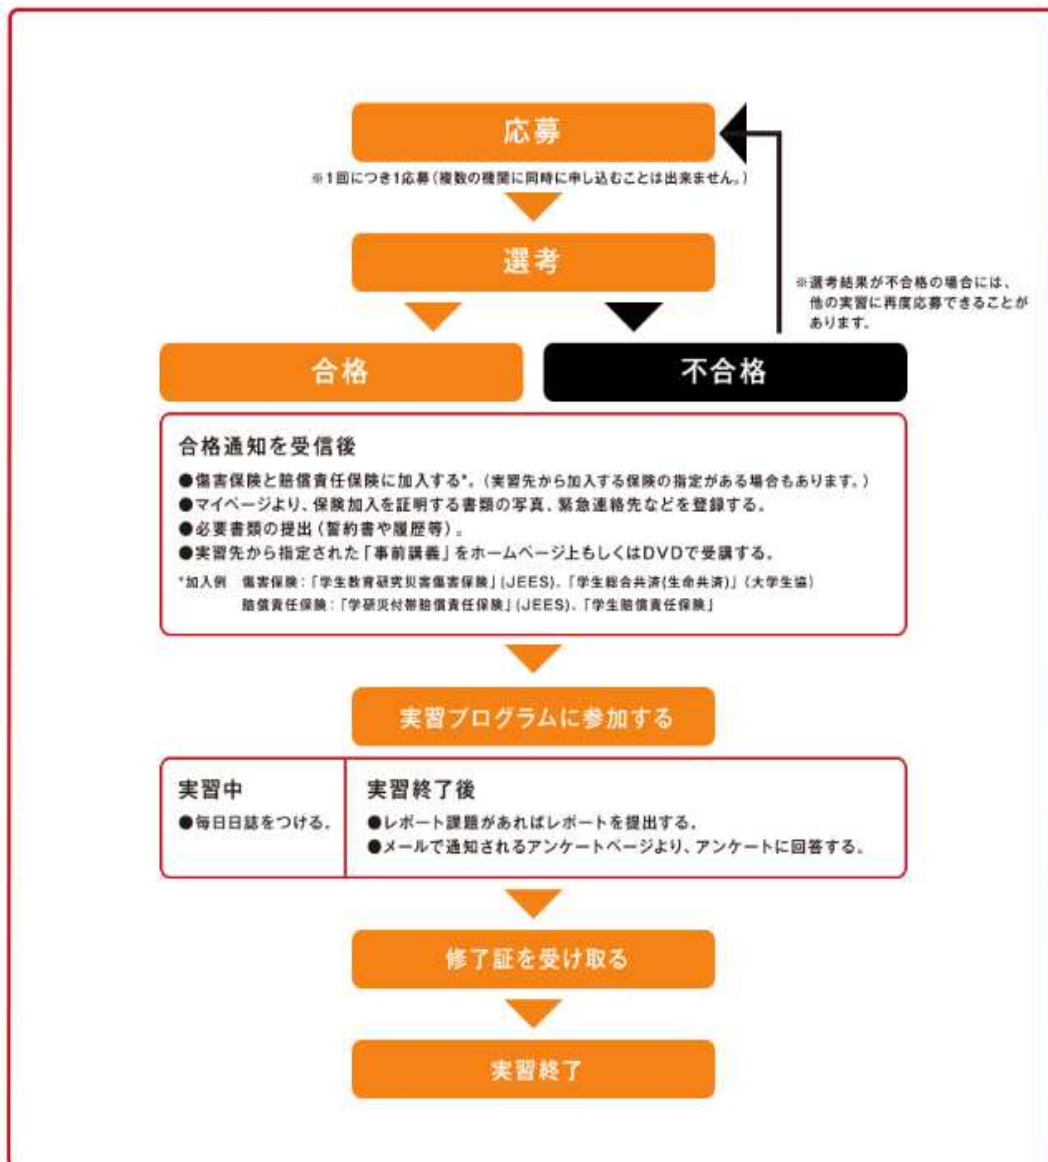 応募
※1回につき1応募(複数の機関に同時に申し込むことは出来ません。)
選考
※選考結果が不合格の場合には、
他の実習に再度応募できることが
あります。
合格
不合格
合格通知を受信後
●傷害保険と賠償責任保険に加入する*。(実習先から加入する保険の指定がある場合もあります。)
●マイページより、保険加入を証明する書類の写真、緊急連絡先などを登録する。
●必要書類の提出(誓約書や履歴等)。
●実習先から指定された「事前講義」をホームページ上もしくはDVDで受講する。
*加入例 傷害保険:「学生教育研究災害傷害保険」(JEES)、「学生総合共済(生命共済)」(大学生協)
賠償責任保険:「学研災付帯賠償責任保険」(JEES)、「学生賠償責任保険」
実習プログラムに参加する
実習中
●毎日日誌をつける。
実習終了後
●レポート課題があればレポートを提出する。
●メールで通知されるアンケートページより、アンケートに回答する。
修了証を受け取る
実習終了